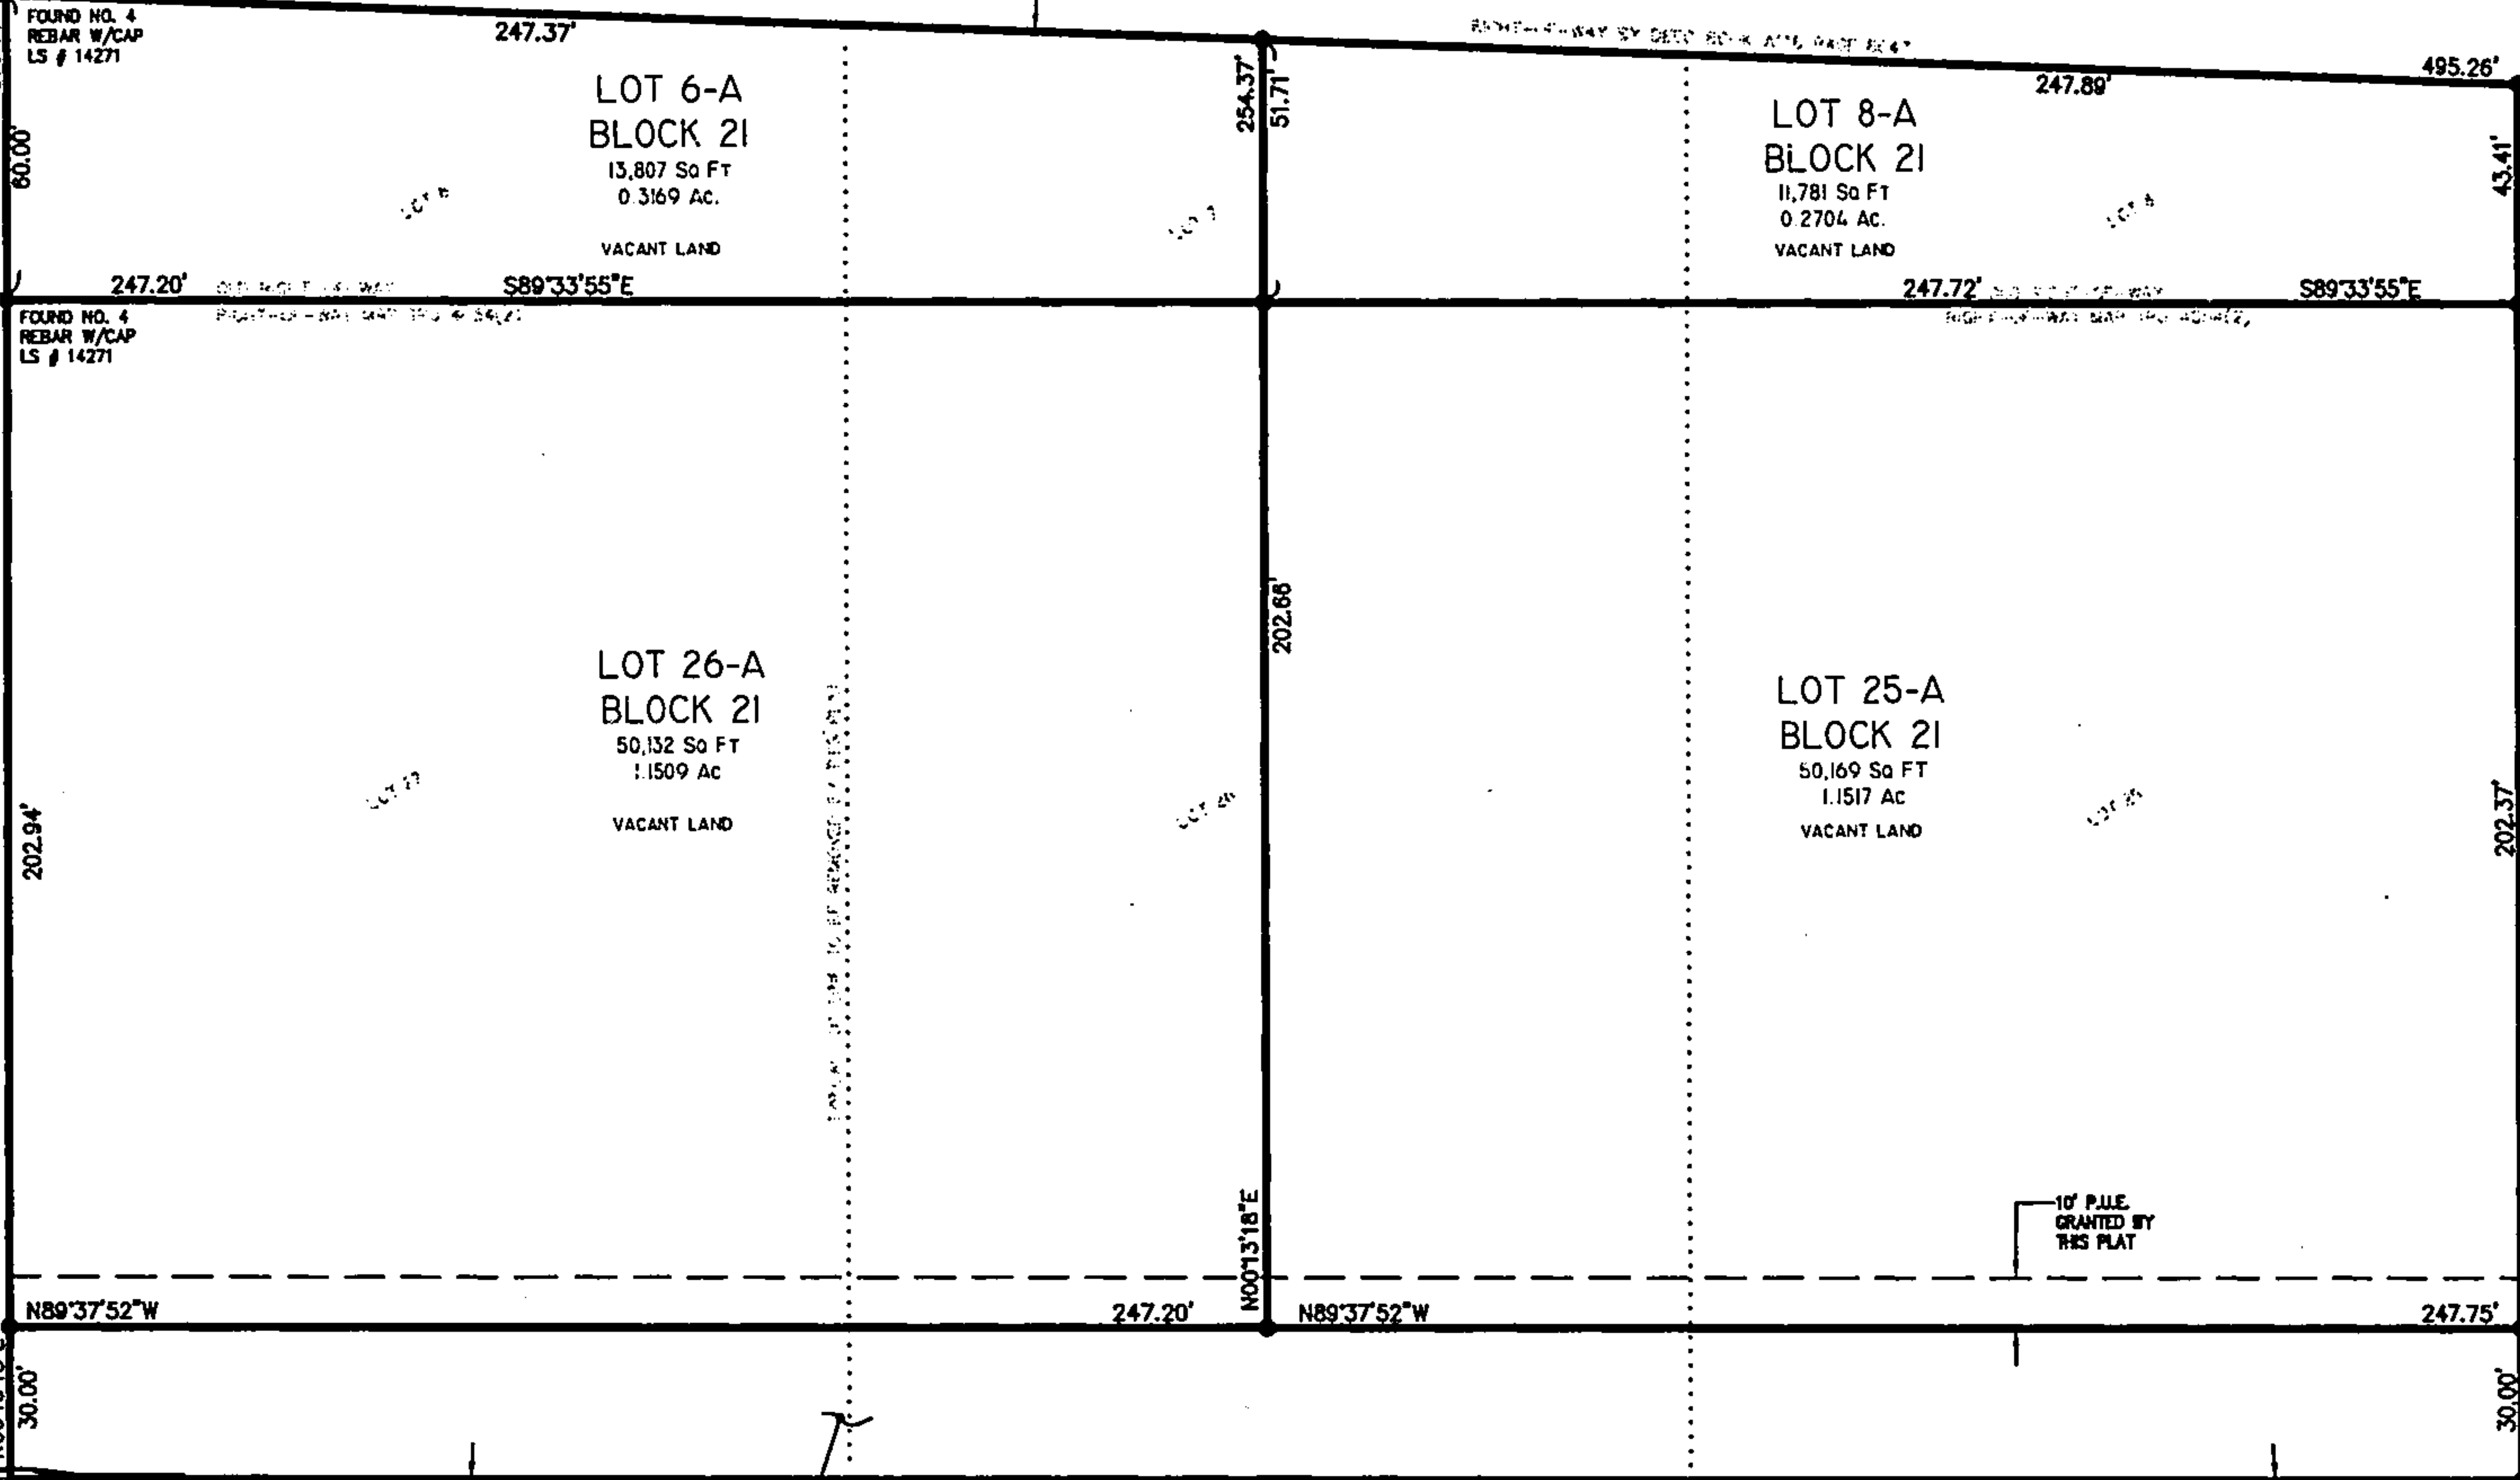 FOUND NO. 4
REBAR W/CAP
LS # 14271
247.37'
495.26'
247.89'
254.37'
51.71'
60.00'
43.41'
LOT 6-A
BLOCK 21
13,807 Sq Ft
0.3169 Ac.
VACANT LAND
LOT 8-A
BLOCK 21
11,781 Sq Ft
0.2704 Ac.
VACANT LAND
247.20'
S89°33'55"E
247.72'
S89°33'55"E
FOUND NO. 4
REBAR W/CAP
LS # 14271
202.94'
202.66'
202.37'
LOT 26-A
BLOCK 21
50,132 Sq Ft
1.1509 Ac
VACANT LAND
LOT 25-A
BLOCK 21
50,169 Sq Ft
1.1517 Ac
VACANT LAND
LOT 25
10' P.U.E.
GRANTED BY
THIS PLAT
N00°13'18"E
N89°37'52"W
247.20'
N89°37'52"W
247.75'
30.00'
30.00'